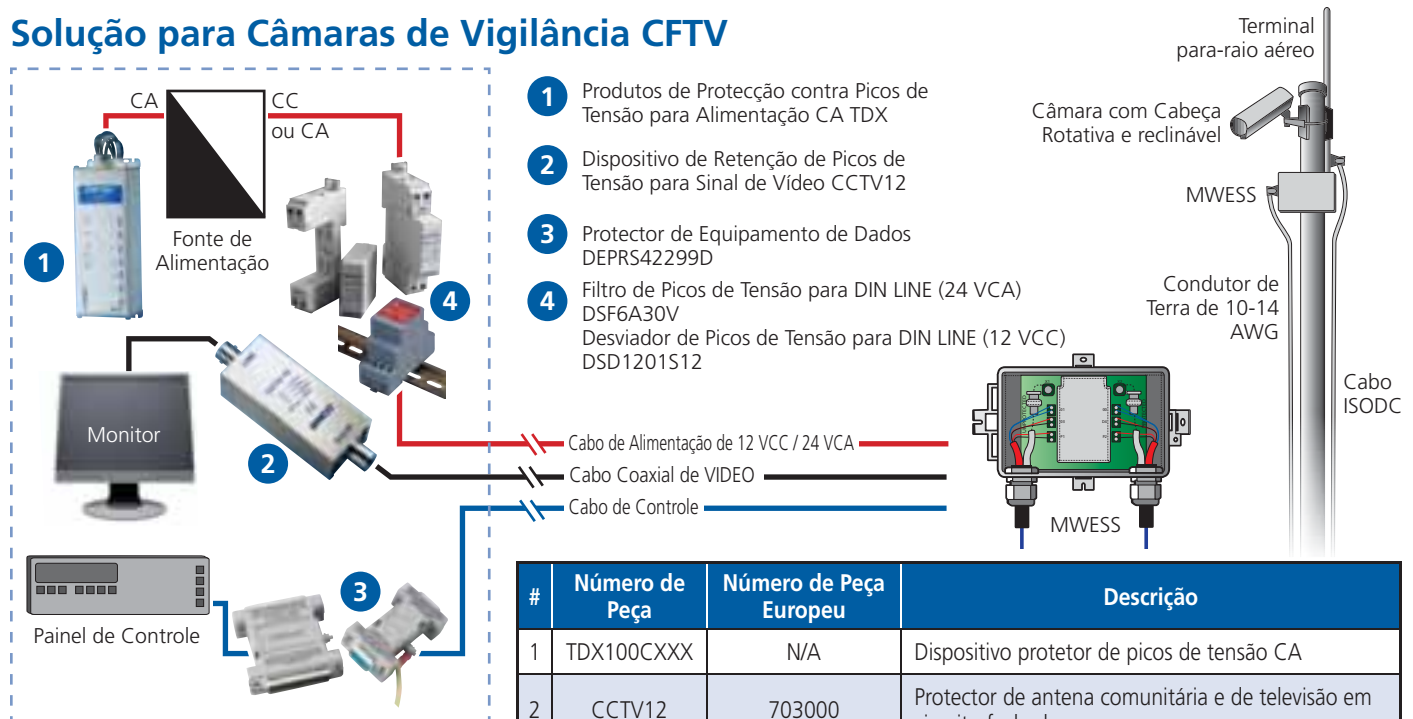 Solução para Câmaras de Vigilância CFTV
CA
CC
ou CA
Fonte de
Alimentação
1
4
Monitor
2
Painel de Controle
3
1
Produtos de Protecção contra Picos de
Tensão para Alimentação CA TDX
2
Dispositivo de Retenção de Picos de
Tensão para Sinal de Vídeo CCTV12
3
Protector de Equipamento de Dados
DEPRS42299D
4
Filtro de Picos de Tensão para DIN LINE (24 VCA)
DSF6A30V
Desviador de Picos de Tensão para DIN LINE (12 VCC)
DSD1201S12
Cabo de Alimentação de 12 VCC / 24 VCA
Cabo Coaxial de VIDEO
Cabo de Controle
MWESS
Terminal
para-raio aéreo
Câmara com Cabeça
Rotativa e reclinável
MWESS
Condutor de
Terra de 10-14
AWG
Cabo
ISODC
# Número de Peça Número de Peça Europeu Descrição
1 TDX100CXXX N/A Dispositivo protetor de picos de tensão CA
2 CCTV12 703000 Protector de antena comunitária e de televisão em